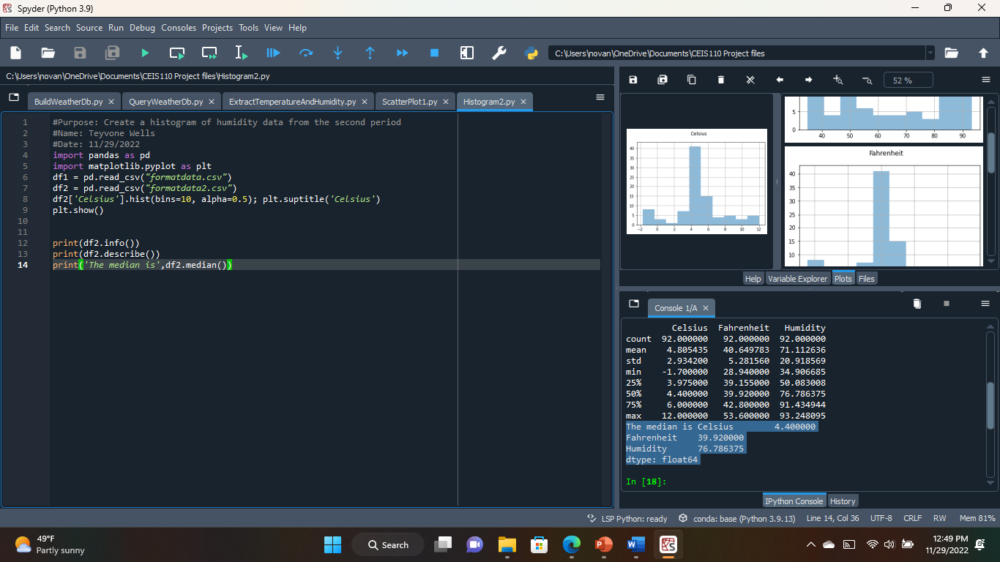 Spyder (Python 3.9)
File Edit Search Source Run Debug Consoles Projects Tools View Help
C:\Users\novan\OneDrive\Documents\CEIS110 Project files
C:\Users\novan\OneDrive\Documents\CEIS110 Project files\Histogram2.py
BuildWeatherDb.py QueryWeatherDb.py ExtractTemperatureAndHumidity.py ScatterPlot1.py Histogram2.py
1 #Purpose: Create a histogram of humidity data from the second period
2 #Name: Teyvone Wells
3 #Date: 11/29/2022
4 import pandas as pd
5 import matplotlib.pyplot as plt
6 df1 = pd.read_csv("formatdata.csv")
7 df2 = pd.read_csv("formatdata2.csv")
8 df2['Celsius'].hist(bins=10, alpha=0.5); plt.suptitle('Celsius')
9 plt.show()
10
11
12 print(df2.info())
13 print(df2.describe())
14 print('The median is',df2.median())
52 %
Celsius
40
35
30
25
20
15
10
5
0
−2 0 2 4 6 8 10 12
5
0
40 50 60 70 80 90
Fahrenheit
40
35
30
25
20
15
10
Help Variable Explorer Plots Files
Console 1/A
Celsius Fahrenheit Humidity
count 92.000000 92.000000 92.000000
mean 4.805435 40.649783 71.112636
std 2.934200 5.281560 20.918569
min -1.700000 28.940000 34.906685
25% 3.975000 39.155000 50.083008
50% 4.400000 39.920000 76.786375
75% 6.000000 42.800000 91.434944
max 12.000000 53.600000 93.248095
The median is Celsius 4.400000
Fahrenheit 39.920000
Humidity 76.786375
dtype: float64
In [18]:
IPython Console History
LSP Python: ready conda: base (Python 3.9.13) Line 14, Col 36 UTF-8 CRLF RW Mem 81%
49°F
Partly sunny
Search
12:49 PM
11/29/2022